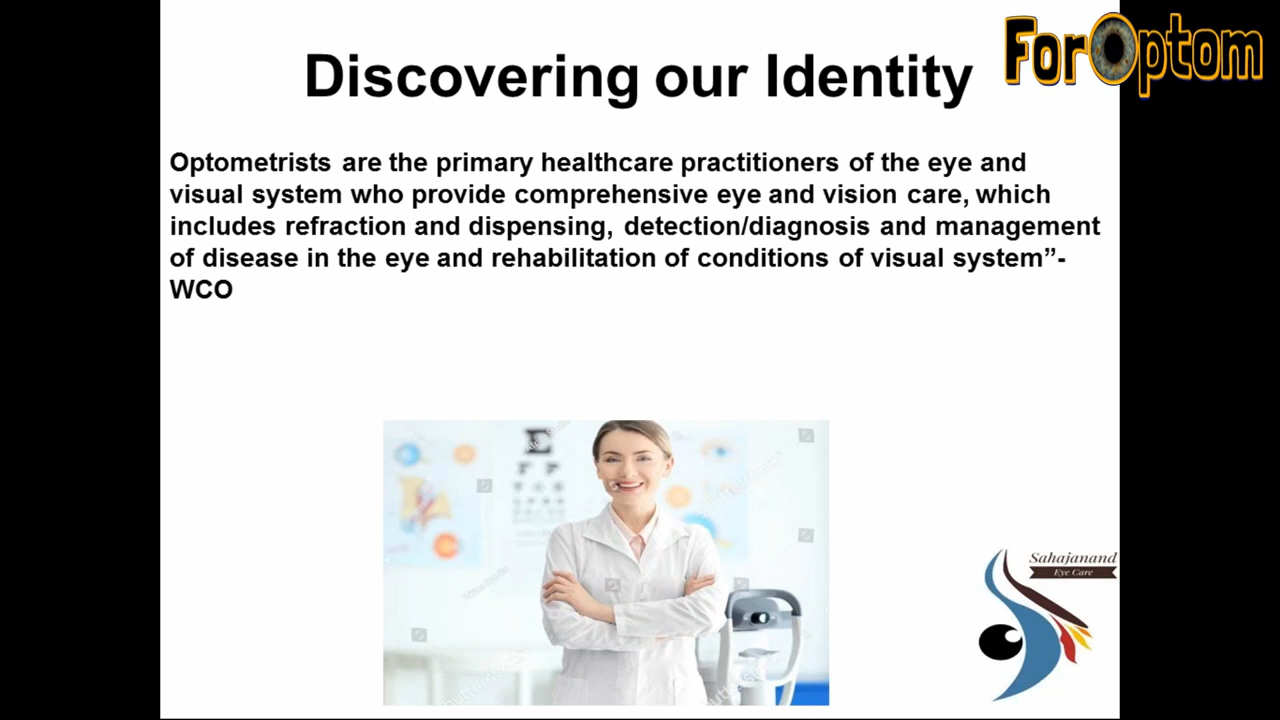 Discovering our Identity
ForOptom
Optometrists are the primary healthcare practitioners of the eye and
visual system who provide comprehensive eye and vision care, which
includes refraction and dispensing, detection/diagnosis and management
of disease in the eye and rehabilitation of conditions of visual system”-
WCO
E
F P
Sahajanand
Eye Care